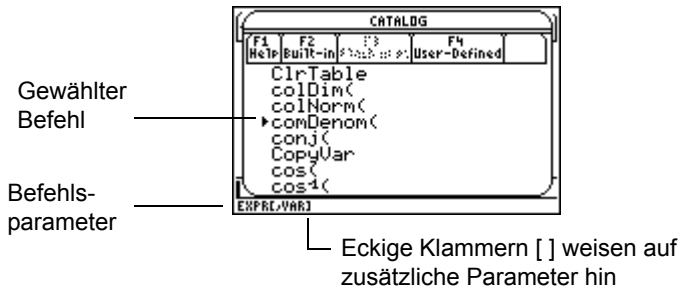 CATALOG
F1 F2 F3 F4
Help Built-in User-Defined
ClrTable
colDim(
colNorm(
Gewählter
Befehl
▶comDenom(
conj(
CopyVar
cos(
cos⁻¹(
Befehls-
parameter
EXPR[,VAR]
Eckige Klammern [ ] weisen auf
zusätzliche Parameter hin